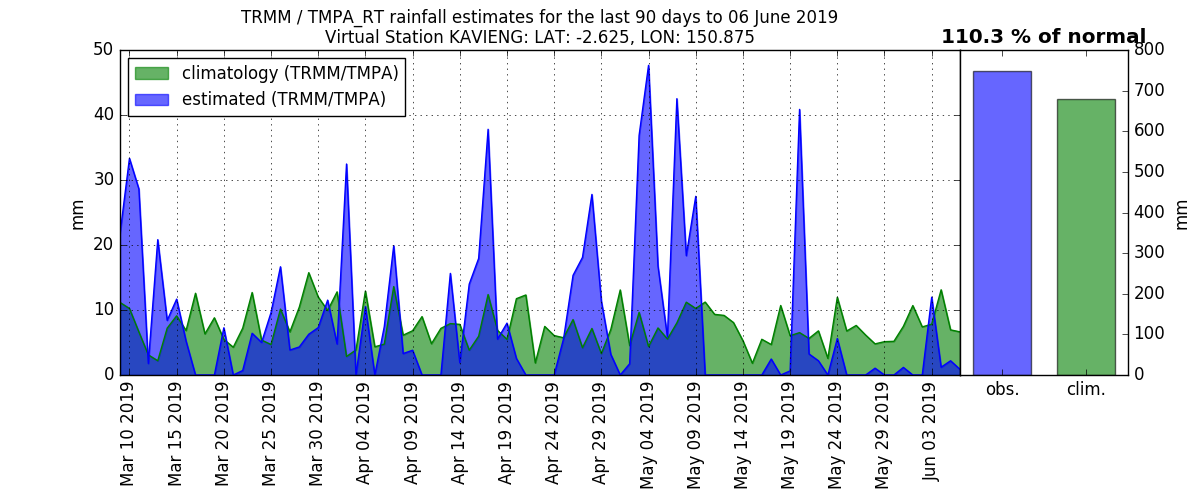 TRMM / TMPA_RT rainfall estimates for the last 90 days to 06 June 2019
Virtual Station KAVIENG: LAT: -2.625, LON: 150.875
110.3 % of normal
climatology (TRMM/TMPA)
estimated (TRMM/TMPA)
50
40
30
20
10
0
mm
Mar 10 2019
Mar 15 2019
Mar 20 2019
Mar 25 2019
Mar 30 2019
Apr 04 2019
Apr 09 2019
Apr 14 2019
Apr 19 2019
Apr 24 2019
Apr 29 2019
May 04 2019
May 09 2019
May 14 2019
May 19 2019
May 24 2019
May 29 2019
Jun 03 2019
obs.
clim.
800
700
600
500
400
300
200
100
0
mm